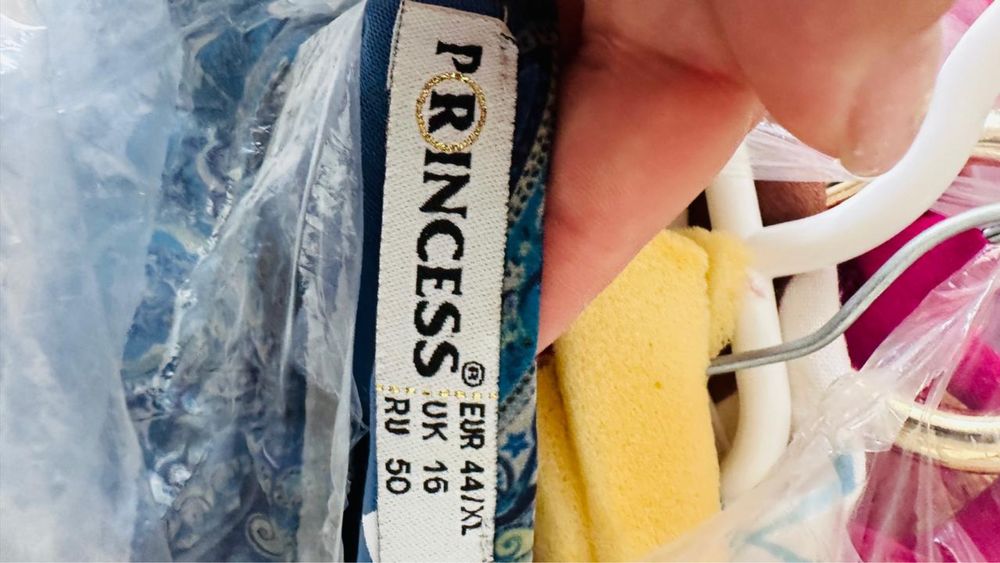 PRINCESS®
EUR 44/XL
UK 16
RU 50